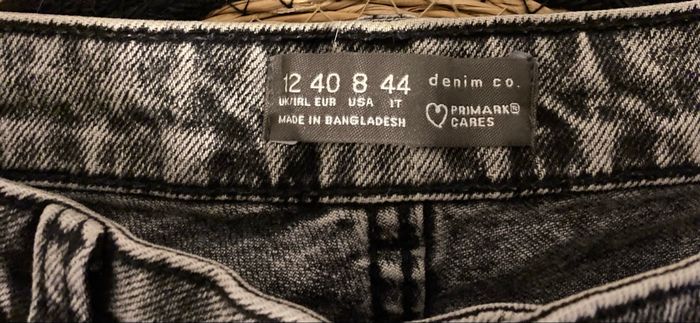 12 40 8 44 denim co.
UK/IRL EUR USA IT
PRIMARK®
CARES
MADE IN BANGLADESH